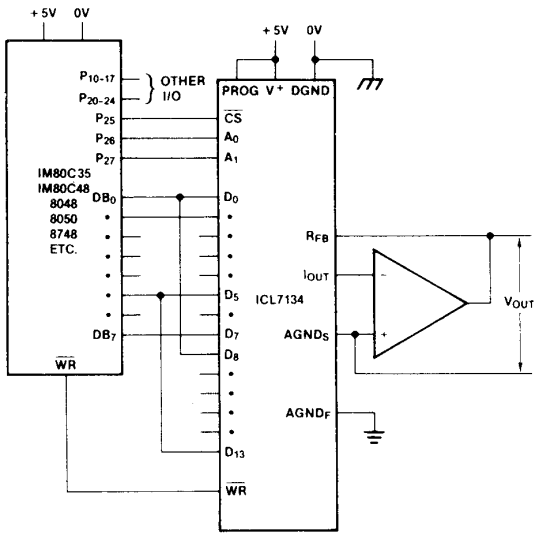 +5V 0V
+5V 0V
PROG V+ DGND
P10-17
P20-24
OTHER
I/O
P25
P26
P27
CS
A0
A1
IM80C35
IM80C48
8048
8050
8748
ETC.
DB0
D0
RFB
IOUT
ICL7134
D5
VOUT
DB7
D7
AGNDS
D8
WR
AGNDF
D13
WR
− +